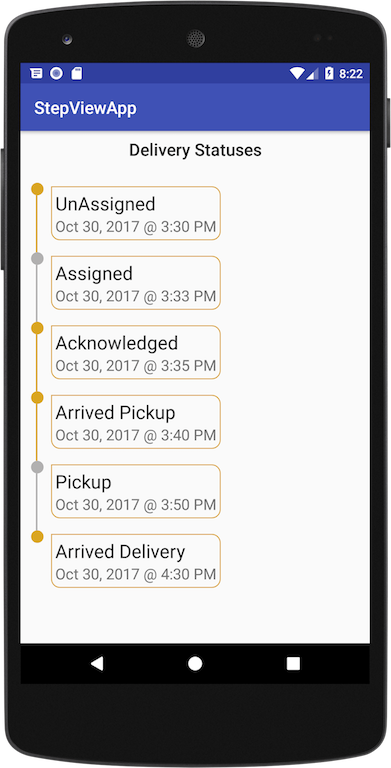 8:22
StepViewApp
Delivery Statuses
UnAssigned
Oct 30, 2017 @ 3:30 PM
Assigned
Oct 30, 2017 @ 3:33 PM
Acknowledged
Oct 30, 2017 @ 3:35 PM
Arrived Pickup
Oct 30, 2017 @ 3:40 PM
Pickup
Oct 30, 2017 @ 3:50 PM
Arrived Delivery
Oct 30, 2017 @ 4:30 PM